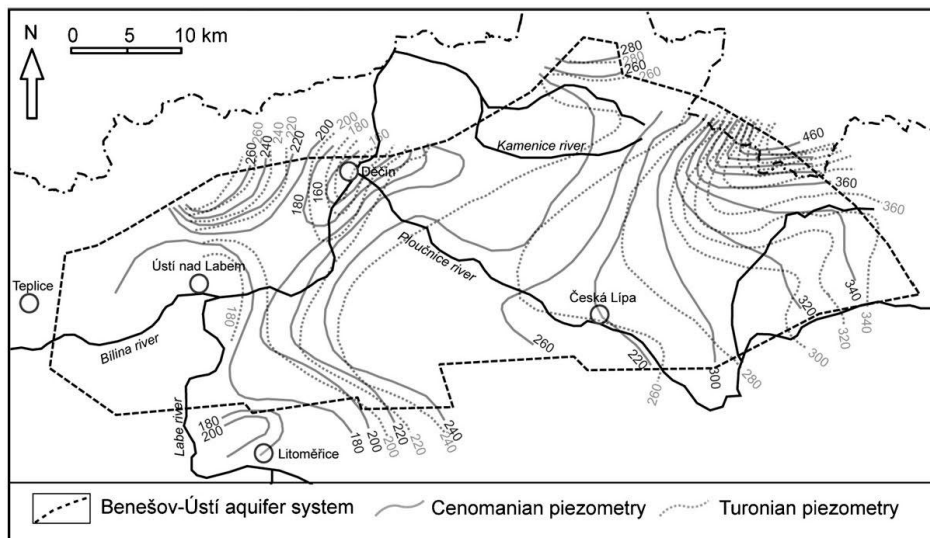 N
0 5 10 km
280
280
260
260
220
260
260
240
240
220
220
200
200
180
160
460
Kamenice river
Děčín
160
180
360
360
Ploučnice river
Ústí nad Labem
Teplice
Česká Lípa
340
320
340
320
300
180
Bílina river
260
220
260
300
280
Labe river
180
200
Litoměřice
180
200
200
220
220
240
240
Benešov-Ústí aquifer system
Cenomanian piezometry
Turonian piezometry